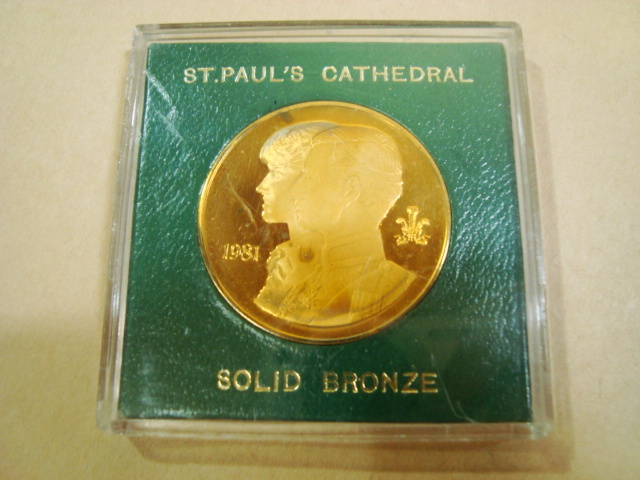 ST. PAUL'S CATHEDRAL
1981
SOLID BRONZE